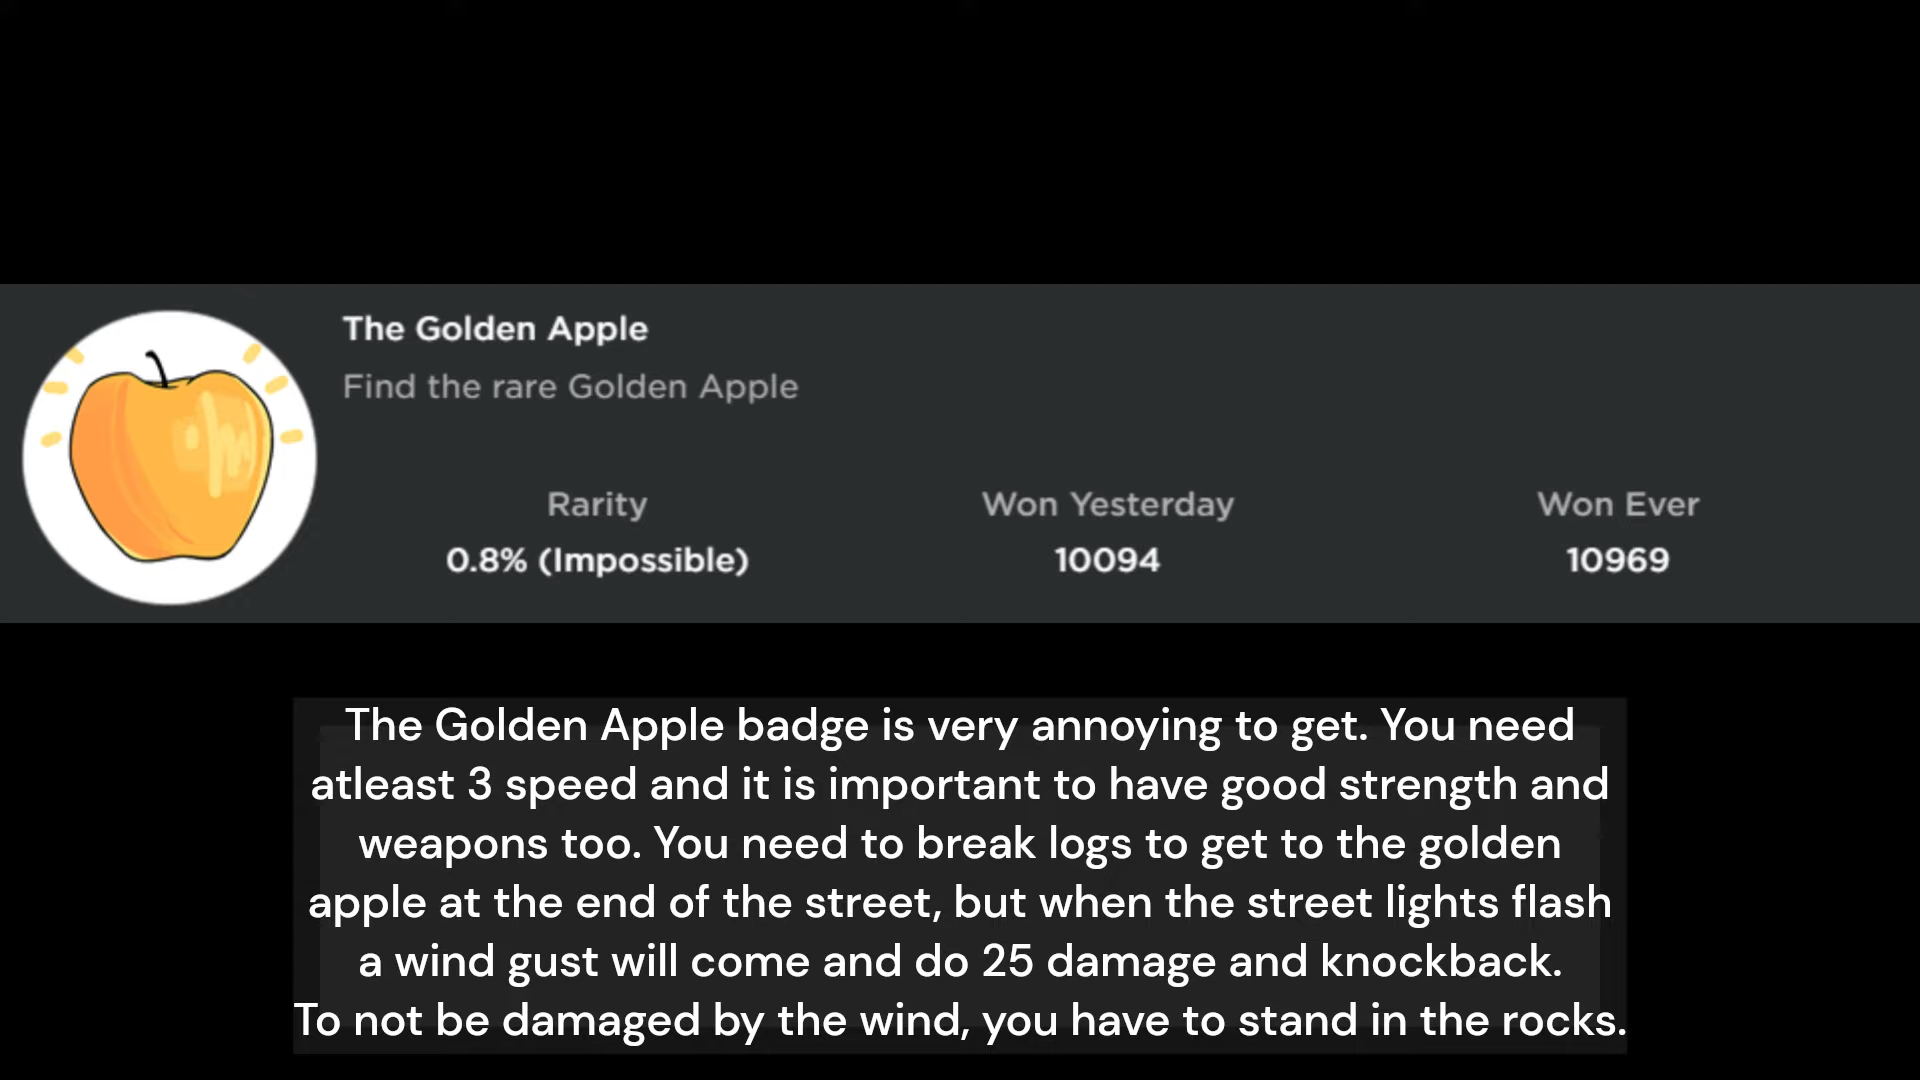 The Golden Apple
Find the rare Golden Apple
Rarity
Won Yesterday
Won Ever
0.8% (Impossible)
10094
10969
The Golden Apple badge is very annoying to get. You need
atleast 3 speed and it is important to have good strength and
weapons too. You need to break logs to get to the golden
apple at the end of the street, but when the street lights flash
a wind gust will come and do 25 damage and knockback.
To not be damaged by the wind, you have to stand in the rocks.